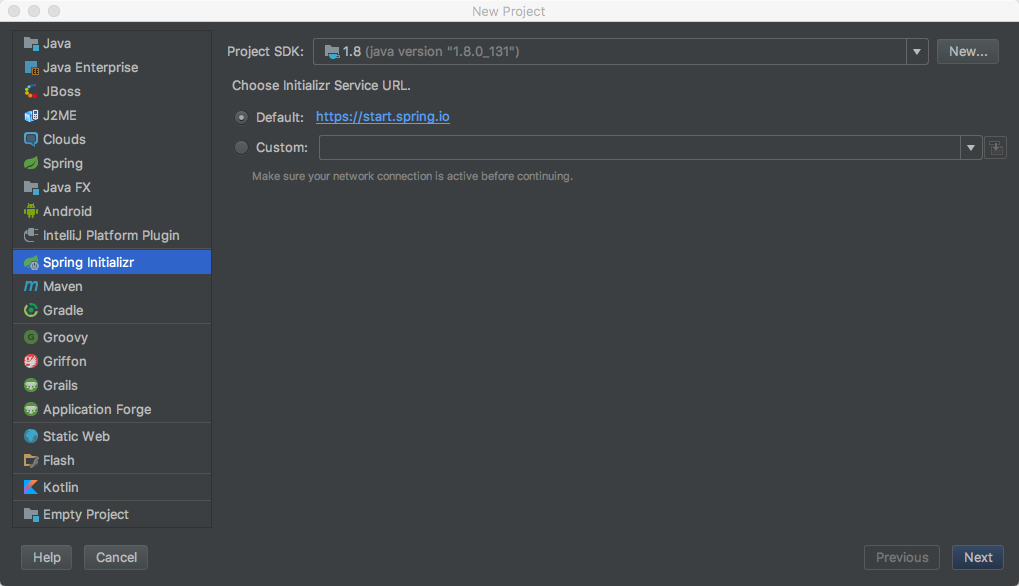 New Project
Java
Java Enterprise
JBoss
J2ME
Clouds
Spring
Java FX
Android
IntelliJ Platform Plugin
Spring Initializr
Maven
Gradle
Groovy
Griffon
Grails
Application Forge
Static Web
Flash
Kotlin
Empty Project
Project SDK: 1.8 (java version "1.8.0_131") New...
Choose Initializr Service URL.
Default: https://start.spring.io
Custom:
Make sure your network connection is active before continuing.
Help Cancel Previous Next